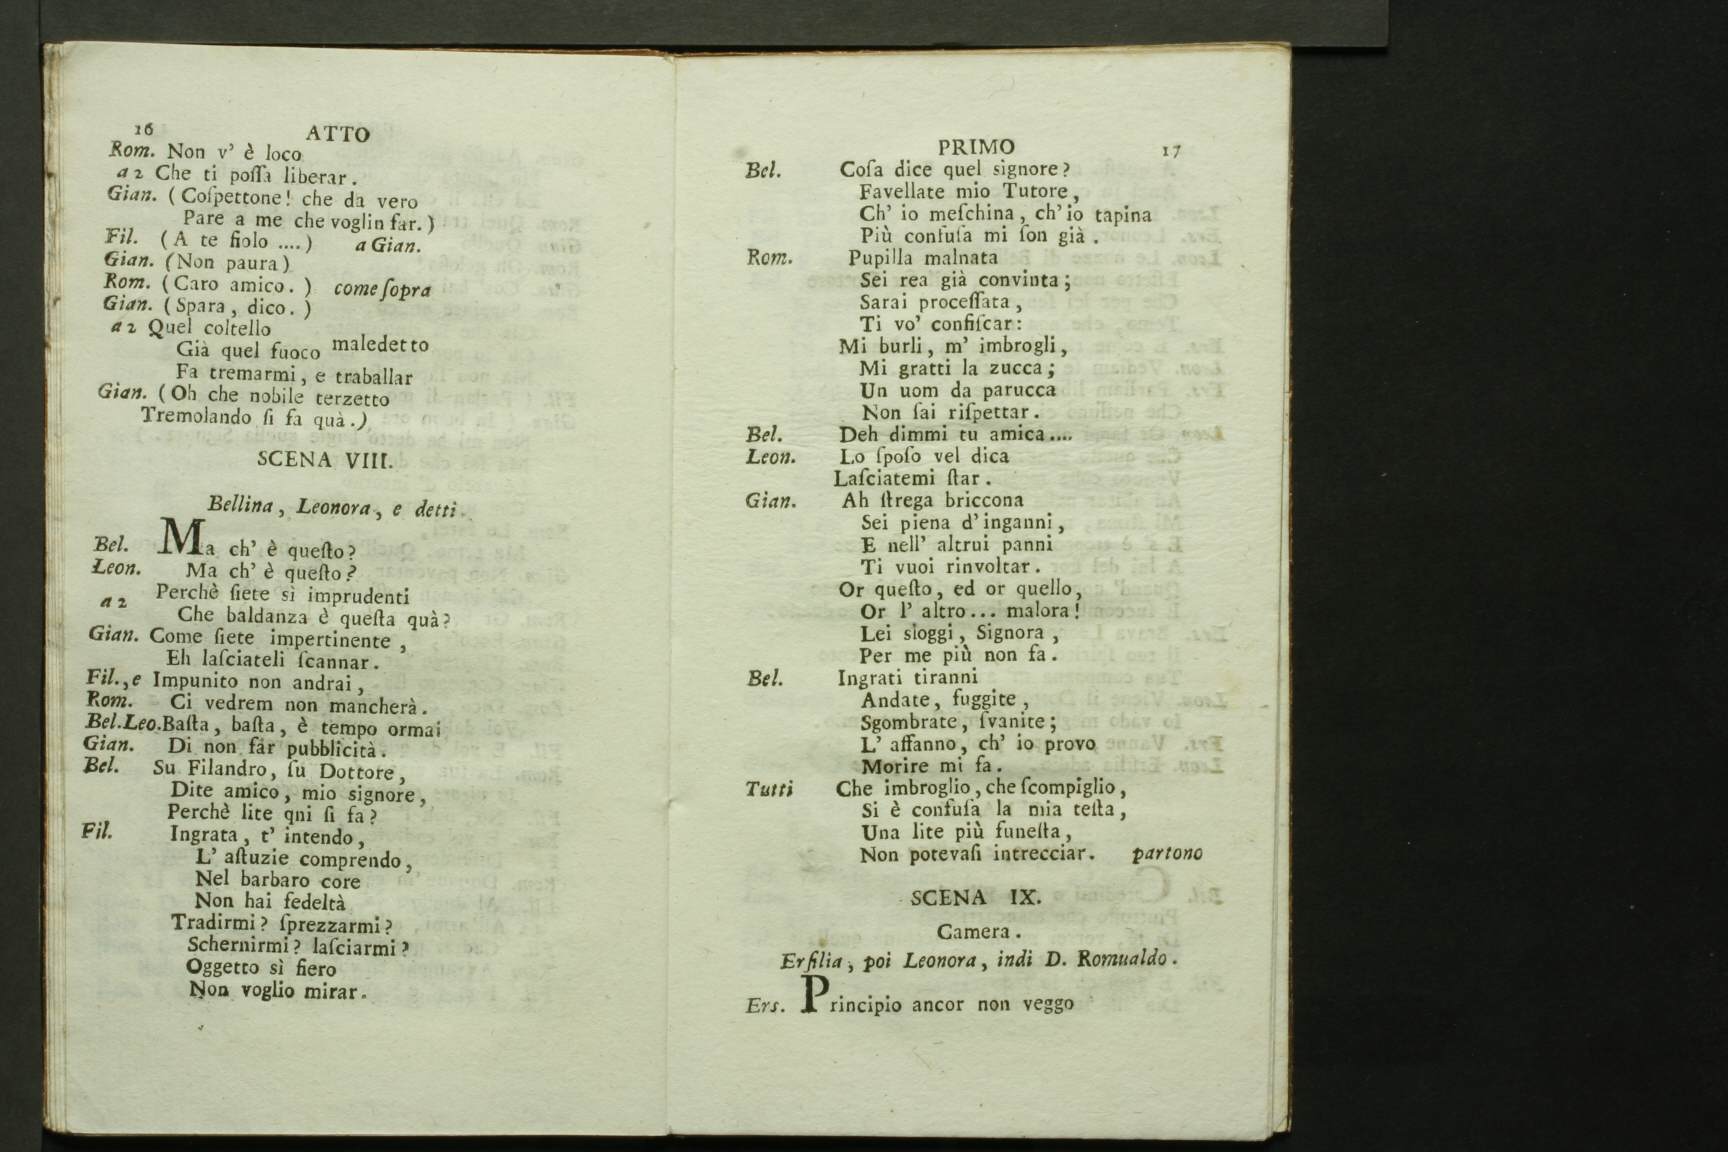 16 ATTO
Rom. Non v' è loco
a 2 Che ti poſſa liberar.
Gian. (Coſpettone! che da vero
Pare a me che voglin far.)
Fil. (A te fiolo ....) a Gian.
Gian. (Non paura)
Rom. (Caro amico. ) come ſopra
Gian. (Spara, dico. )
a 2 Quel coltello
Già quel fuoco maledetto
Fa tremarmi, e traballar
Gian. (Oh che nobile terzetto
Tremolando ſi fa quà.)
SCENA VIII.
Bellina, Leonora, e detti.
Bel. Ma ch' è queſto?
Leon. Ma ch' è queſto?
a 2 Perchè ſiete sì imprudenti
Che baldanza è queſta quà?
Gian. Come ſiete impertinente,
Eh laſciateli ſcannar.
Fil., e Impunito non andrai,
Rom. Ci vedrem non mancherà.
Bel. Leo. Baſta, baſta, è tempo ormai
Gian. Di non far pubblicità.
Bel. Su Filandro, ſu Dottore,
Dite amico, mio signore,
Perchè lite qni ſi fa?
Fil. Ingrata, t' intendo,
L' aſtuzie comprendo,
Nel barbaro core
Non hai fedeltà
Tradirmi? ſprezzarmi?
Schernirmi? laſciarmi?
Oggetto sì fiero
Non voglio mirar.
PRIMO 17
Bel. Coſa dice quel signore?
Favellate mio Tutore,
Ch' io meſchina, ch' io tapina
Più confuſa mi ſon già.
Rom. Pupilla malnata
Sei rea già convinta;
Sarai proceſſata,
Ti vo' confiſcar:
Mi burli, m' imbrogli,
Mi gratti la zucca;
Un uom da parucca
Non ſai riſpettar.
Bel. Deh dimmi tu amica....
Leon. Lo ſpoſo vel dica
Laſciatemi ſtar.
Gian. Ah ſtrega briccona
Sei piena d' inganni,
E nell' altrui panni
Ti vuoi rinvoltar.
Or queſto, ed or quello,
Or l' altro... malora!
Lei sloggi, Signora,
Per me più non fa.
Bel. Ingrati tiranni
Andate, fuggite,
Sgombrate, ſvanite;
L' affanno, ch' io provo
Morire mi fa.
Tutti Che imbroglio, che ſcompiglio,
Si è confuſa la mia teſta,
Una lite più funeſta,
Non potevaſi intrecciar. partono
SCENA IX.
Camera.
Erſilia, poi Leonora, indi D. Romualdo.
Ers. Principio ancor non veggo